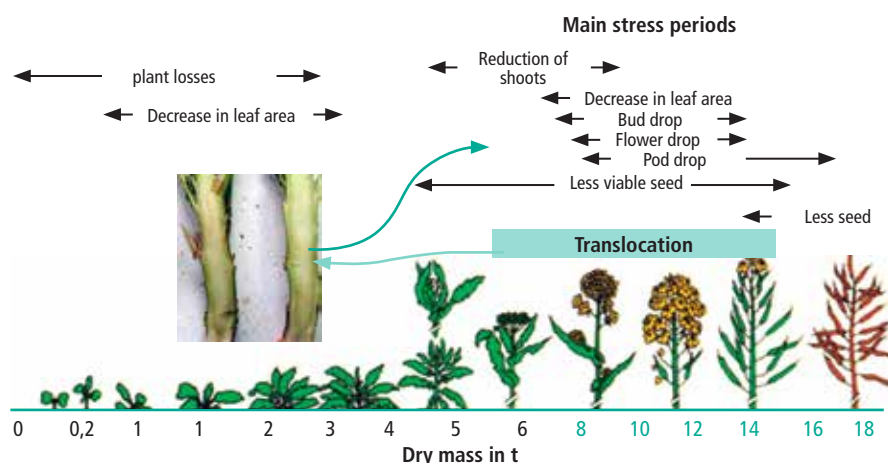 Main stress periods
plant losses
Reduction of
shoots
Decrease in leaf area
Decrease in leaf area
Bud drop
Flower drop
Pod drop
Less viable seed
Less seed
Translocation
0 0,2 1 1 2 3 4 5 6 8 10 12 14 16 18
Dry mass in t